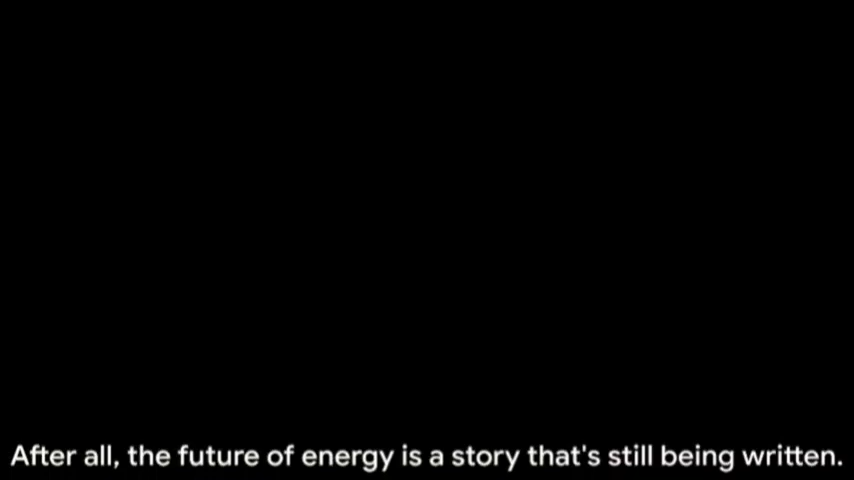 After all, the future of energy is a story that's still being written.